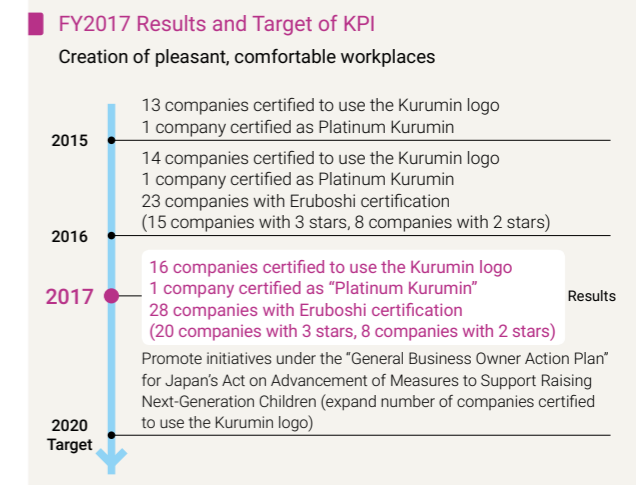 FY2017 Results and Target of KPI
Creation of pleasant, comfortable workplaces
13 companies certified to use the Kurumin logo
1 company certified as Platinum Kurumin
2015
14 companies certified to use the Kurumin logo
1 company certified as Platinum Kurumin
23 companies with Eruboshi certification
(15 companies with 3 stars, 8 companies with 2 stars)
2016
16 companies certified to use the Kurumin logo
1 company certified as “Platinum Kurumin”
2017
Results
28 companies with Eruboshi certification
(20 companies with 3 stars, 8 companies with 2 stars)
Promote initiatives under the “General Business Owner Action Plan”
for Japan’s Act on Advancement of Measures to Support Raising
Next-Generation Children (expand number of companies certified
to use the Kurumin logo)
2020
Target